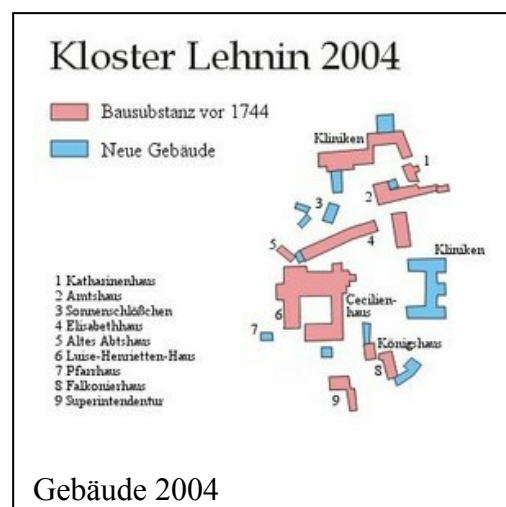 Kloster Lehnin 2004
Bausubstanz vor 1744
Neue Gebäude
Kliniken
1
2
3
4
5
Kliniken
Cecilien-
haus
6
7
Königshaus
8
9
1 Katharinenhaus
2 Amtshaus
3 Sonnenschlößchen
4 Elisabethhaus
5 Altes Abtshaus
6 Luise-Henrietten-Haus
7 Pfarrhaus
8 Falkonierhaus
9 Superintendentur
Gebäude 2004